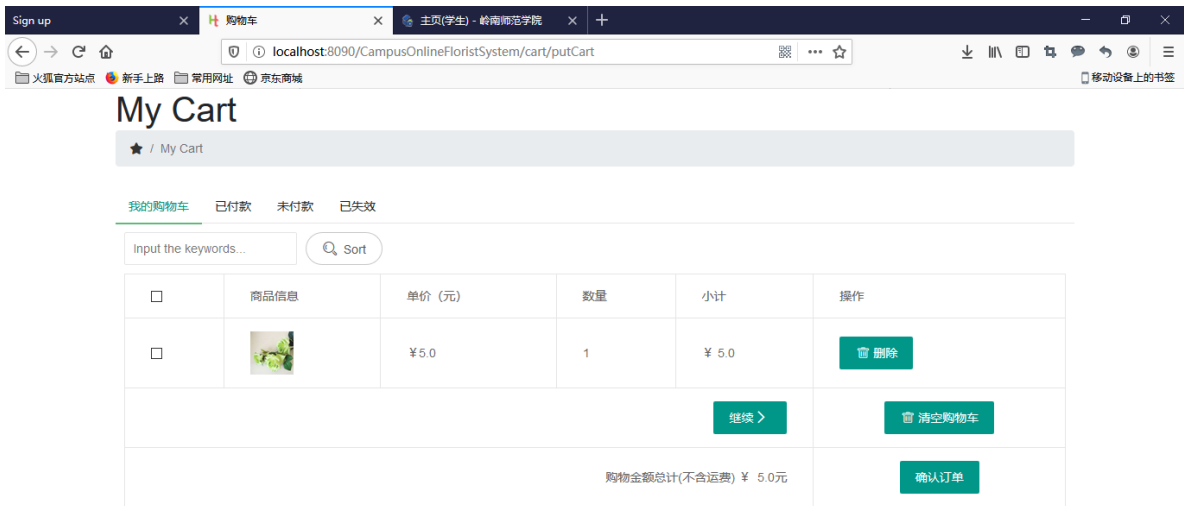 Sign up
购物车
主页(学生) - 岭南师范学院
localhost:8090/CampusOnlineFloristSystem/cart/putCart
火狐官方站点 新手上路 常用网址 京东商城 移动设备上的书签
My Cart
/ My Cart
我的购物车 已付款 未付款 已失效
Input the keywords... Sort
商品信息 单价（元） 数量 小计 操作
¥5.0 1 ¥ 5.0 删除
继续 清空购物车
购物金额总计(不含运费) ¥ 5.0元 确认订单